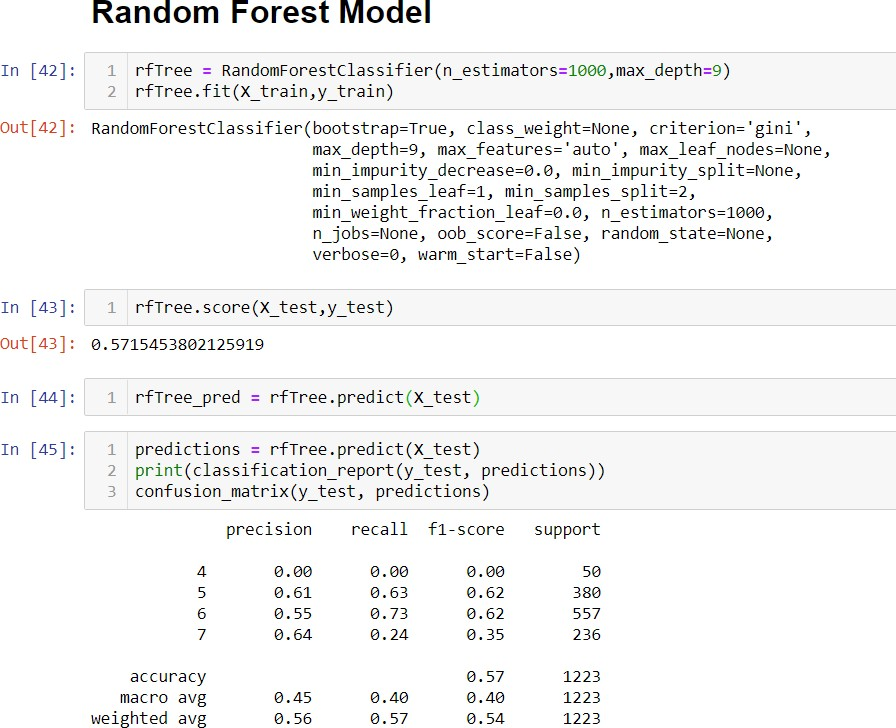 Random Forest Model
In [42]: 1 rfTree = RandomForestClassifier(n_estimators=1000,max_depth=9)
2 rfTree.fit(X_train,y_train)
Out[42]: RandomForestClassifier(bootstrap=True, class_weight=None, criterion='gini',
max_depth=9, max_features='auto', max_leaf_nodes=None,
min_impurity_decrease=0.0, min_impurity_split=None,
min_samples_leaf=1, min_samples_split=2,
min_weight_fraction_leaf=0.0, n_estimators=1000,
n_jobs=None, oob_score=False, random_state=None,
verbose=0, warm_start=False)
In [43]: 1 rfTree.score(X_test,y_test)
Out[43]: 0.5715453802125919
In [44]: 1 rfTree_pred = rfTree.predict(X_test)
In [45]: 1 predictions = rfTree.predict(X_test)
2 print(classification_report(y_test, predictions))
3 confusion_matrix(y_test, predictions)
precision recall f1-score support
4 0.00 0.00 0.00 50
5 0.61 0.63 0.62 380
6 0.55 0.73 0.62 557
7 0.64 0.24 0.35 236
accuracy 0.57 1223
macro avg 0.45 0.40 0.40 1223
weighted avg 0.56 0.57 0.54 1223